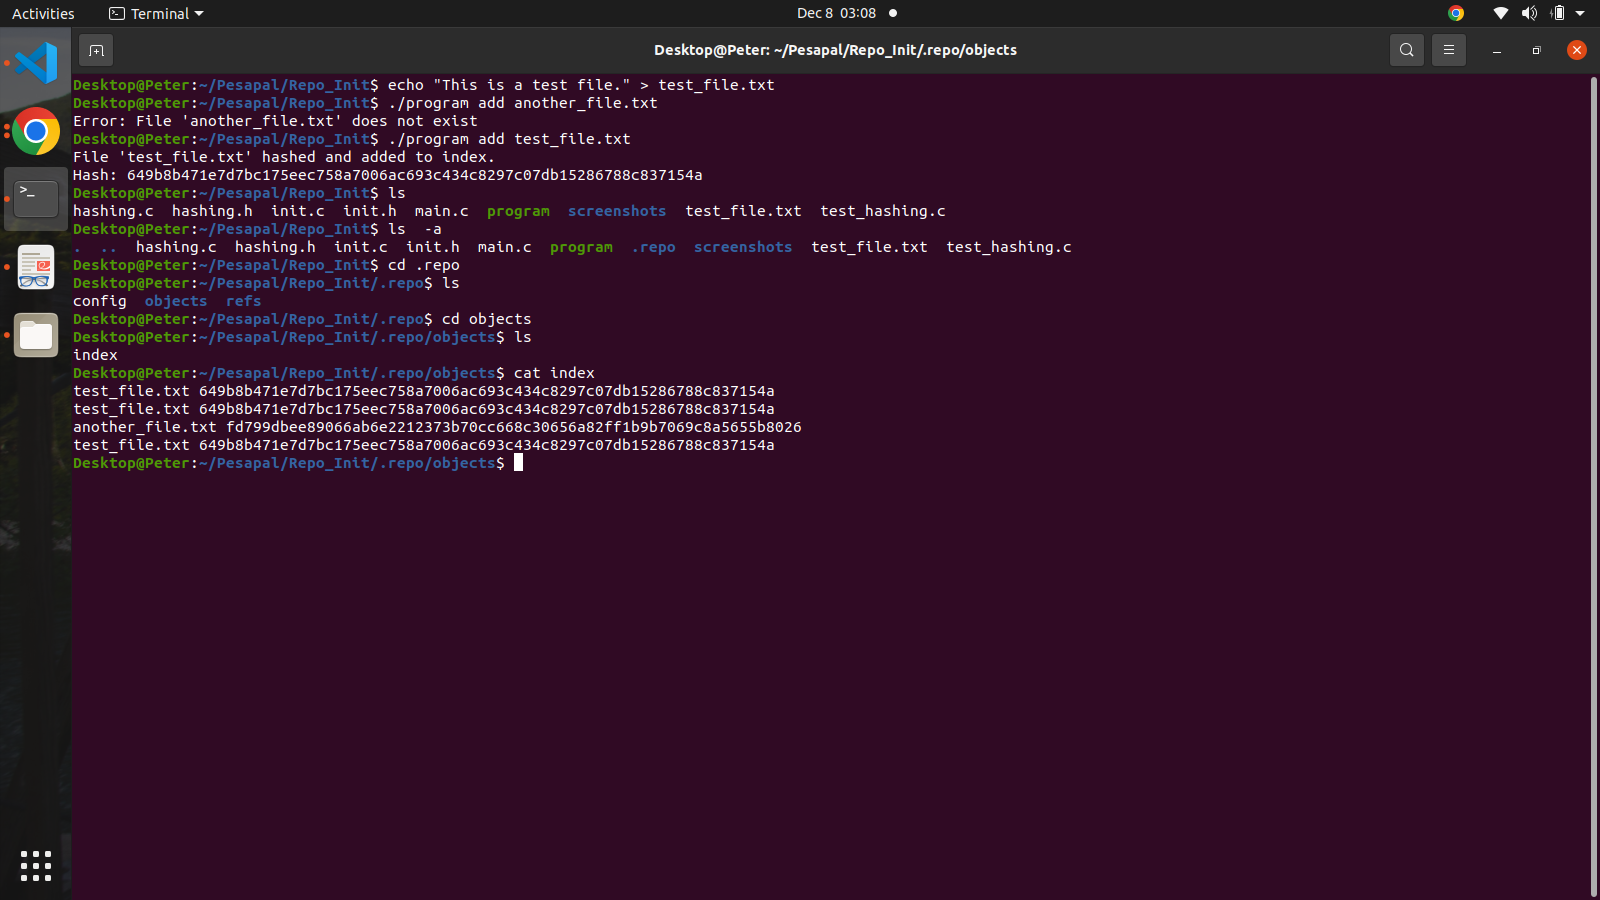 Activities
Terminal
Dec 8 03:08
Desktop@Peter: ~/Pesapal/Repo_Init/.repo/objects
Desktop@Peter:~/Pesapal/Repo_Init$ echo "This is a test file." > test_file.txt
Desktop@Peter:~/Pesapal/Repo_Init$ ./program add another_file.txt
Error: File 'another_file.txt' does not exist
Desktop@Peter:~/Pesapal/Repo_Init$ ./program add test_file.txt
File 'test_file.txt' hashed and added to index.
Hash: 649b8b471e7d7bc175eec758a7006ac693c434c8297c07db15286788c837154a
Desktop@Peter:~/Pesapal/Repo_Init$ ls
hashing.c  hashing.h  init.c  init.h  main.c  program  screenshots  test_file.txt  test_hashing.c
Desktop@Peter:~/Pesapal/Repo_Init$ ls  -a
.  ..  hashing.c  hashing.h  init.c  init.h  main.c  program  .repo  screenshots  test_file.txt  test_hashing.c
Desktop@Peter:~/Pesapal/Repo_Init$ cd .repo
Desktop@Peter:~/Pesapal/Repo_Init/.repo$ ls
config  objects  refs
Desktop@Peter:~/Pesapal/Repo_Init/.repo$ cd objects
Desktop@Peter:~/Pesapal/Repo_Init/.repo/objects$ ls
index
Desktop@Peter:~/Pesapal/Repo_Init/.repo/objects$ cat index
test_file.txt 649b8b471e7d7bc175eec758a7006ac693c434c8297c07db15286788c837154a
test_file.txt 649b8b471e7d7bc175eec758a7006ac693c434c8297c07db15286788c837154a
another_file.txt fd799dbee89066ab6e2212373b70cc668c30656a82ff1b9b7069c8a5655b8026
test_file.txt 649b8b471e7d7bc175eec758a7006ac693c434c8297c07db15286788c837154a
Desktop@Peter:~/Pesapal/Repo_Init/.repo/objects$